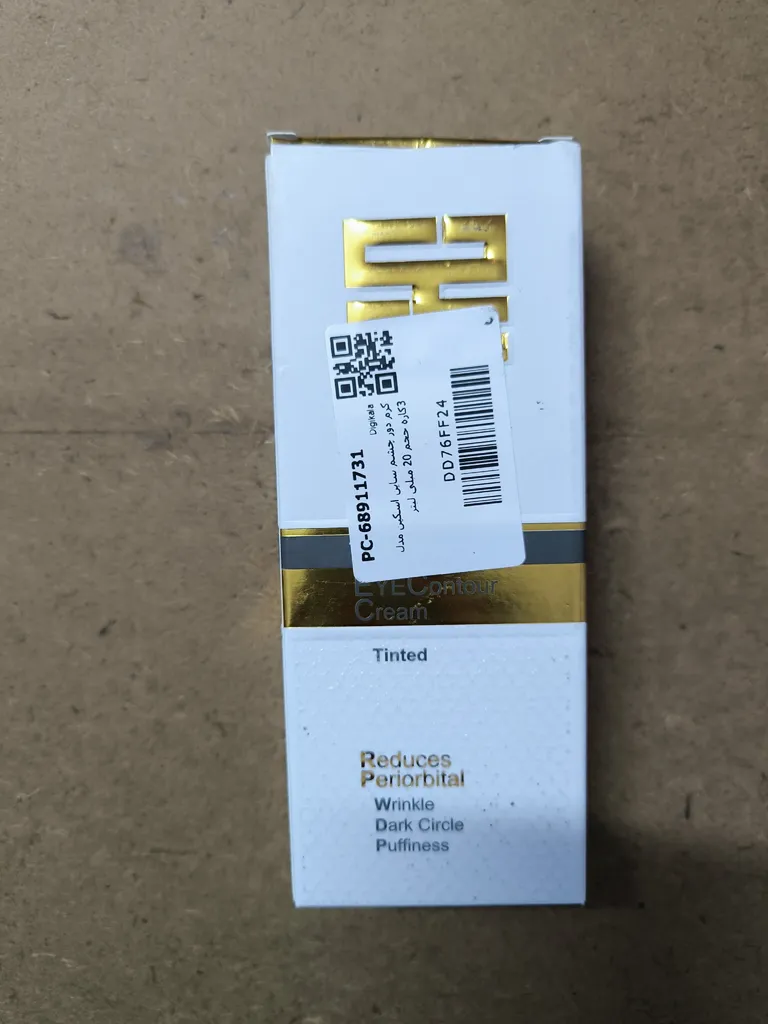 Digikala
PC-68911731
کرم دور چشم ساین اسکین مدل
3کاره حجم 20 میلی لیتر
DD76FF24
EYEContour
Cream
Tinted
Reduces
Periorbital
Wrinkle
Dark Circle
Puffiness